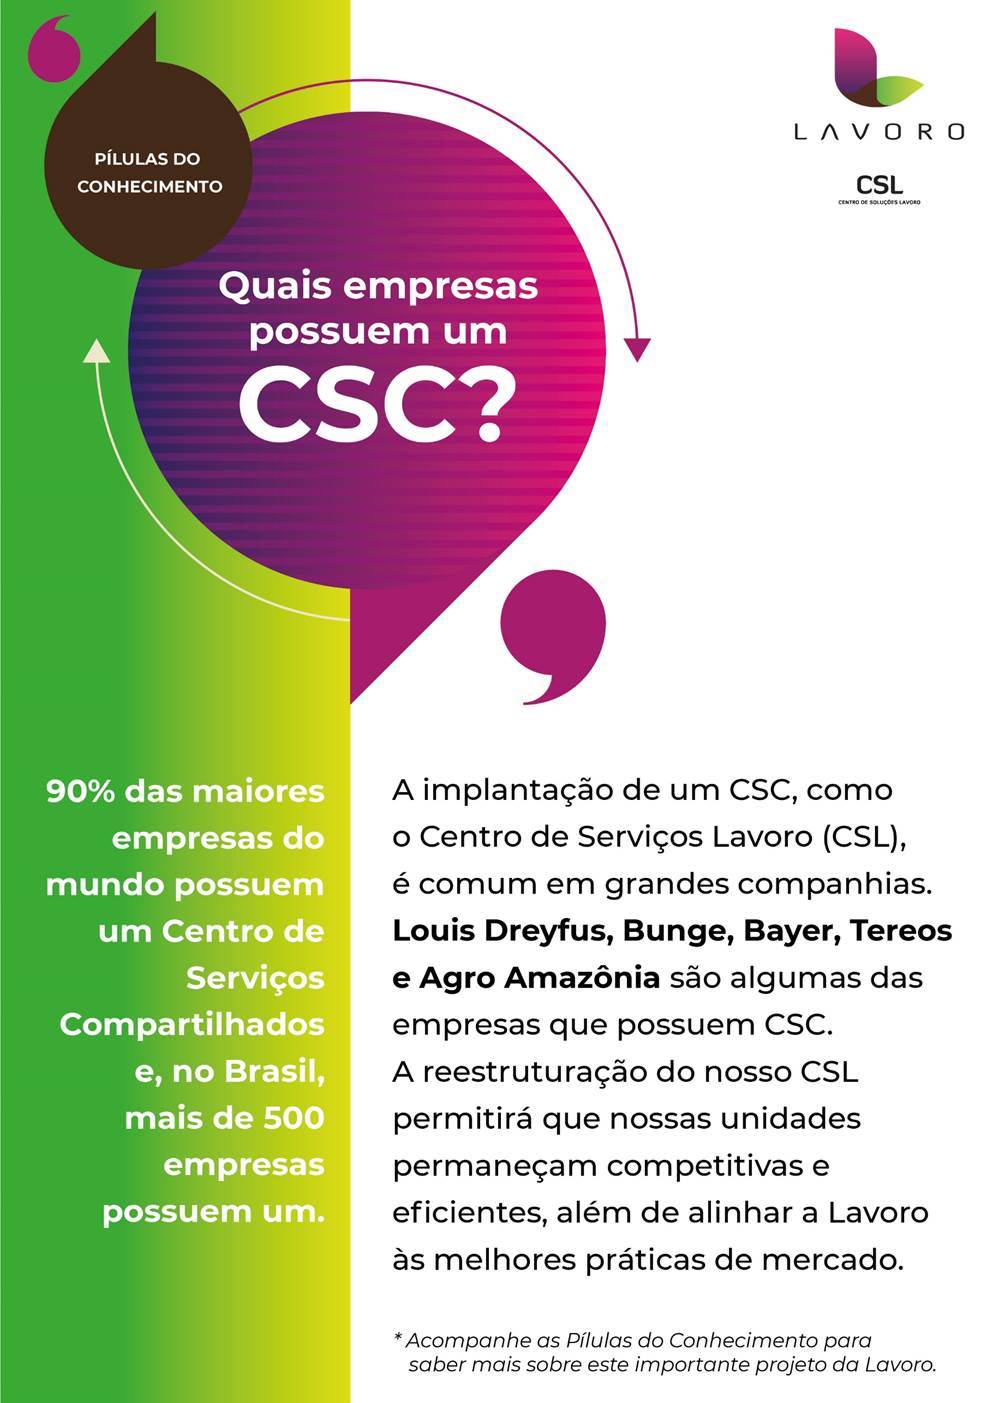 PÍLULAS DO
CONHECIMENTO
LAVORO
CSL
CENTRO DE SOLUÇÕES LAVORO
Quais empresas
possuem um
CSC?
90% das maiores
empresas do
mundo possuem
um Centro de
Serviços
Compartilhados
e, no Brasil,
mais de 500
empresas
possuem um.
A implantação de um CSC, como
o Centro de Serviços Lavoro (CSL),
é comum em grandes companhias.
Louis Dreyfus, Bunge, Bayer, Tereos
e Agro Amazônia são algumas das
empresas que possuem CSC.
A reestruturação do nosso CSL
permitirá que nossas unidades
permaneçam competitivas e
eficientes, além de alinhar a Lavoro
às melhores práticas de mercado.
* Acompanhe as Pílulas do Conhecimento para
saber mais sobre este importante projeto da Lavoro.